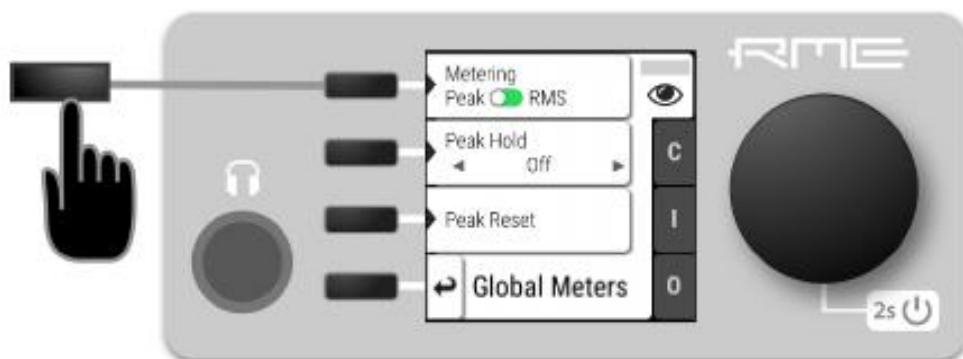 RME
Metering
Peak RMS
Peak Hold
Off
C
Peak Reset
I
Global Meters
O
2s